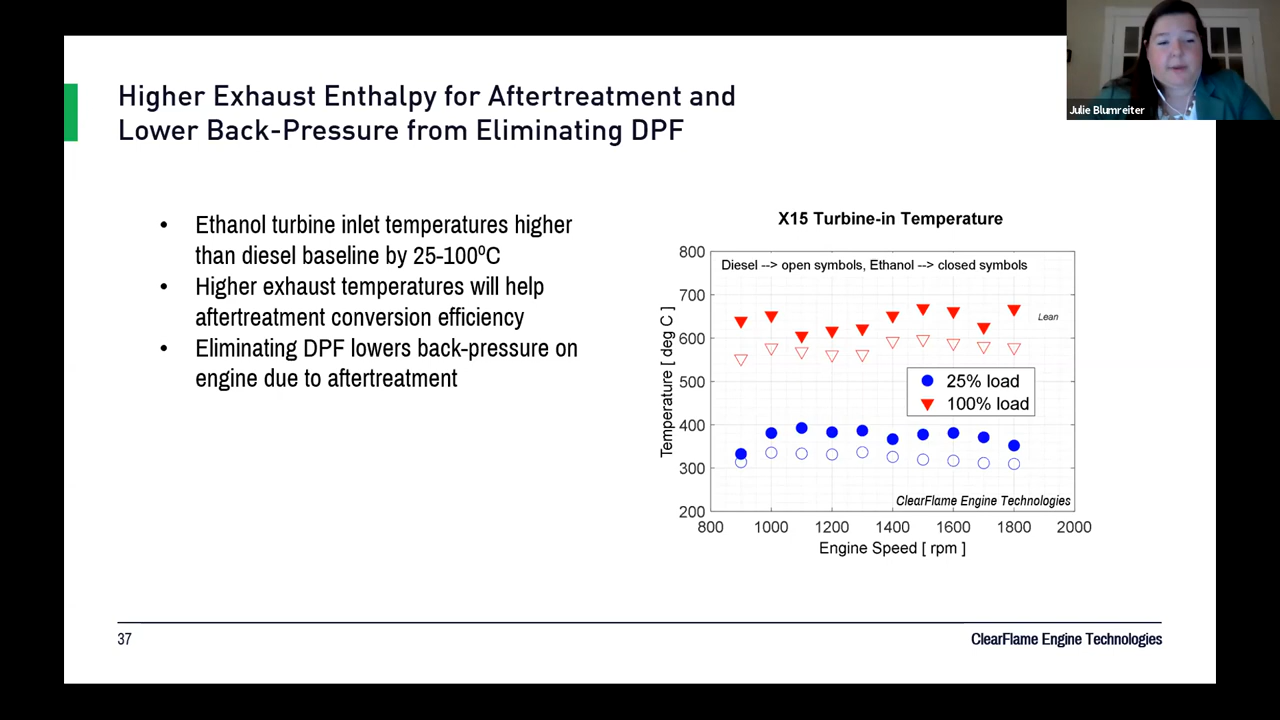 Higher Exhaust Enthalpy for Aftertreatment and
Lower Back-Pressure from Eliminating DPF
Julie Blumreiter
• Ethanol turbine inlet temperatures higher
than diesel baseline by 25-100ºC
• Higher exhaust temperatures will help
aftertreatment conversion efficiency
• Eliminating DPF lowers back-pressure on
engine due to aftertreatment
X15 Turbine-in Temperature
Diesel --> open symbols, Ethanol --> closed symbols
Lean
25% load
100% load
ClearFlame Engine Technologies
Temperature [ deg C ]
800
700
600
500
400
300
200
800 1000 1200 1400 1600 1800 2000
Engine Speed [ rpm ]
37
ClearFlame Engine Technologies